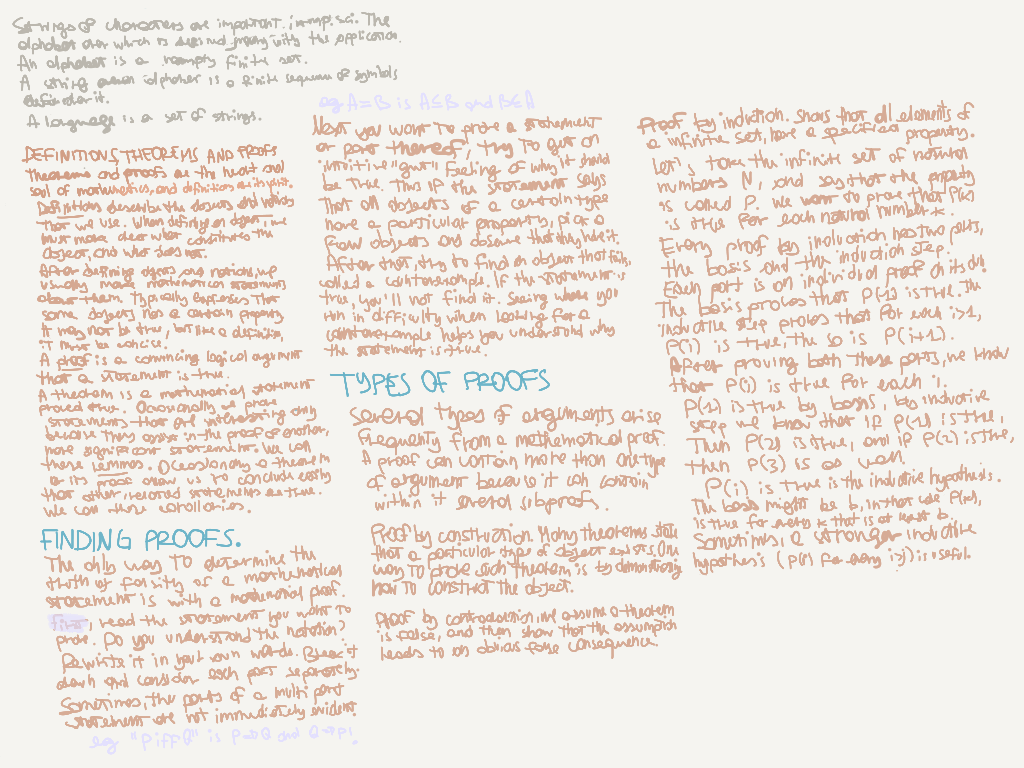 Strings of characters are important in comp. sci. The
alphabet over which is defined varies with the application.
An alphabet is a nonempty finite set.
A string over alphabet is a finite sequence of symbols
under it.
A language is a set of strings.
DEFINITIONS, THEOREMS AND PROOFS
Theorems and proofs are the heart and
soul of mathematics, and definitions are its spirit.
Definitions describe the objects and notions
that we use. When defining an object, we
must make clear what constitutes the
object, and what does not.
After defining objects and notions, we
usually make mathematical statements
about them. Typically expresses that
some objects has a certain property.
It may not be true, but like a definition,
it must be concise.
A proof is a convincing logical argument
that a statement is true.
A theorem is a mathematical statement
proved true. Occasionally we prove
statements that are interesting only
because they assist in the proof of another,
more significant statement. We call
those lemmas. Occasionally a theorem
or its proof allow us to conclude easily
that other related statements are true.
We call those corollaries.
FINDING PROOFS.
The only way to determine the
truth or falsity of a mathematical
statement is with a mathematical proof.
First, read the statement you want to
prove. Do you understand the notation?
Rewrite it in your own words. Break it
down and consider each part separately.
Sometimes, the parts of a multi part
statement are not immediately evident.
eg "P iff Q" is P→Q and Q→P.
eg A=B is A⊆B and B⊆A
Next you want to prove a statement
or part thereof, try to get an
intuitive "gut" feeling of why it should
be true. This if the statement says
that all objects of a certain type
have a particular property, pick a
few objects and observe that they have it.
After that, try to find an object that fails,
called a counterexample. If the statement is
true, you'll not find it. Seeing where you
run in difficulty when looking for a
counterexample helps you understand why
the statement is true.
TYPES OF PROOFS
Several types of arguments arise
frequently from a mathematical proof.
A proof can contain more than one type
of argument because it can contain
within it several subproofs.
Proof by construction. Many theorems state
that a particular type of object exists. One
way to prove such theorem is by demonstrating
how to construct the object.
Proof by contradiction, we assume a theorem
is false, and then show that the assumption
leads to an obvious false consequence.
Proof by induction. Shows that all elements of
a infinite set, have a specified property.
Let's take the infinite set of natural
numbers N, and say that the property
is called P. We want to prove that P(k)
is true for each natural number k.
Every proof by induction has two parts,
the basis and the induction step.
Each part is an individual proof on its own.
The basis proves that P(1) is true. The
inductive step proves that for each i≥1,
P(i) is true, the so is P(i+1).
After proving both these parts, we know
that P(i) is true for each i.
P(1) is true by basis, by inductive
step we know that if P(1) is true,
then P(2) is true, and if P(2) is true,
then P(3) is as well.
P(i) is true is the inductive hypothesis.
The basis might be b, in that case P(k),
is true for every k that is at least b.
Sometimes, a stronger inductive
hypothesis (P(j) for every i≥j) is useful.